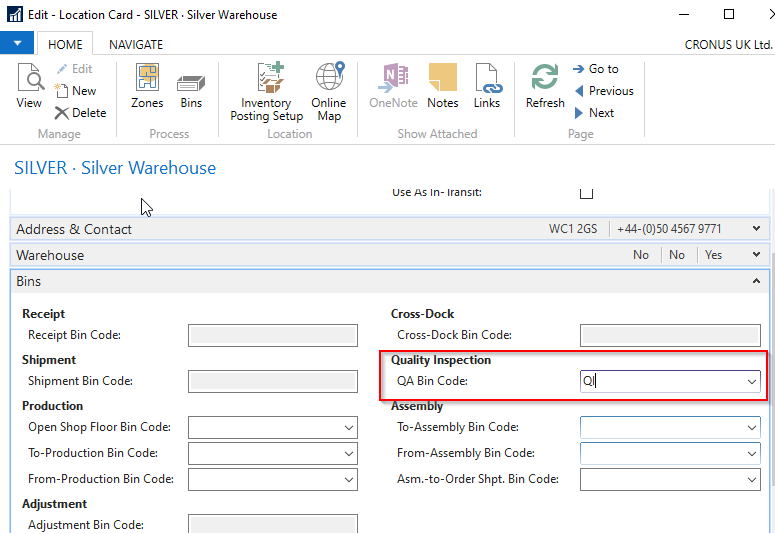 Edit - Location Card - SILVER · Silver Warehouse
HOME NAVIGATE CRONUS UK Ltd.
View
Edit
New
Delete
Manage
Zones
Bins
Process
Inventory
Posting Setup
Online
Map
Location
OneNote
Notes
Links
Show Attached
Refresh
Go to
Previous
Next
Page
SILVER · Silver Warehouse
Use As In-Transit:
Address & Contact WC1 2GS +44-(0)50 4567 9771
Warehouse No No Yes
Bins
Receipt
Receipt Bin Code:
Shipment
Shipment Bin Code:
Production
Open Shop Floor Bin Code:
To-Production Bin Code:
From-Production Bin Code:
Adjustment
Adjustment Bin Code:
Cross-Dock
Cross-Dock Bin Code:
Quality Inspection
QA Bin Code: QI
Assembly
To-Assembly Bin Code:
From-Assembly Bin Code:
Asm.-to-Order Shpt. Bin Code: